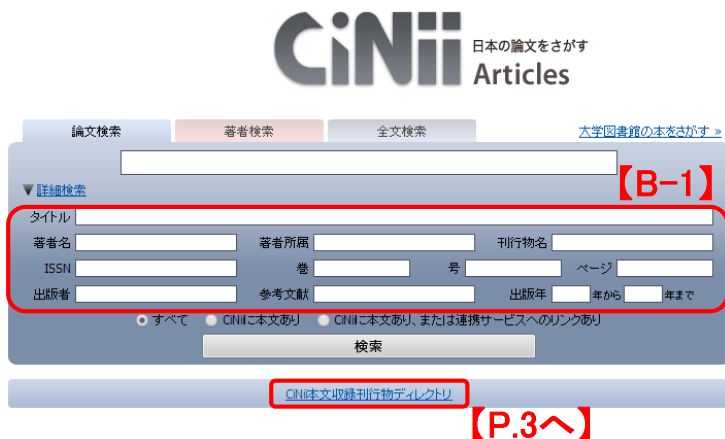 CiNii 日本の論文をさがす
Articles
論文検索 著者検索 全文検索 大学図書館の本をさがす »
【B-1】
▼詳細検索
タイトル
著者名 著者所属 刊行物名
ISSN 巻 号 ページ
出版者 参考文献 出版年 年から 年まで
すべて CiNiiに本文あり CiNiiに本文あり、または連携サービスへのリンクあり
検索
CiNii本文収録刊行物ディレクトリ
【P.3へ】